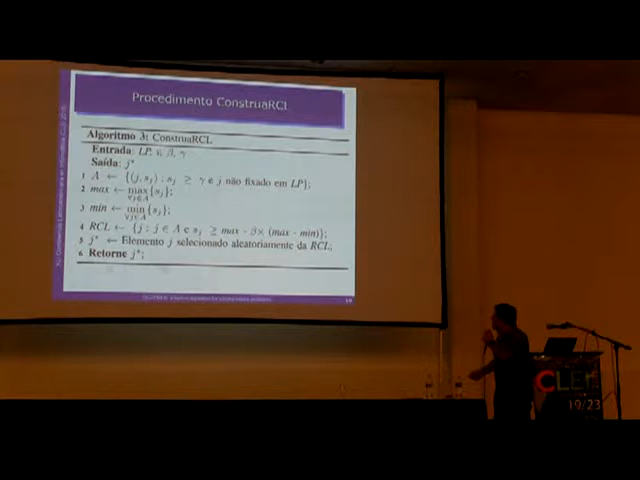 Procedimento ConstruaRCL
Algoritmo 3: ConstruaRCL
Entrada: LP, v, β, γ
Saída: j*
1 A ← {(j, sj) : sj ≥ γ e j não fixado em LP};
2 max ← max ∀j∈A {sj};
3 min ← min ∀j∈A {sj};
4 RCL ← {j : j ∈ A e sj ≥ max - β× (max - min)};
5 j* ← Elemento j selecionado aleatoriamente da RCL;
6 Retorne j*;
CLEI
19/23